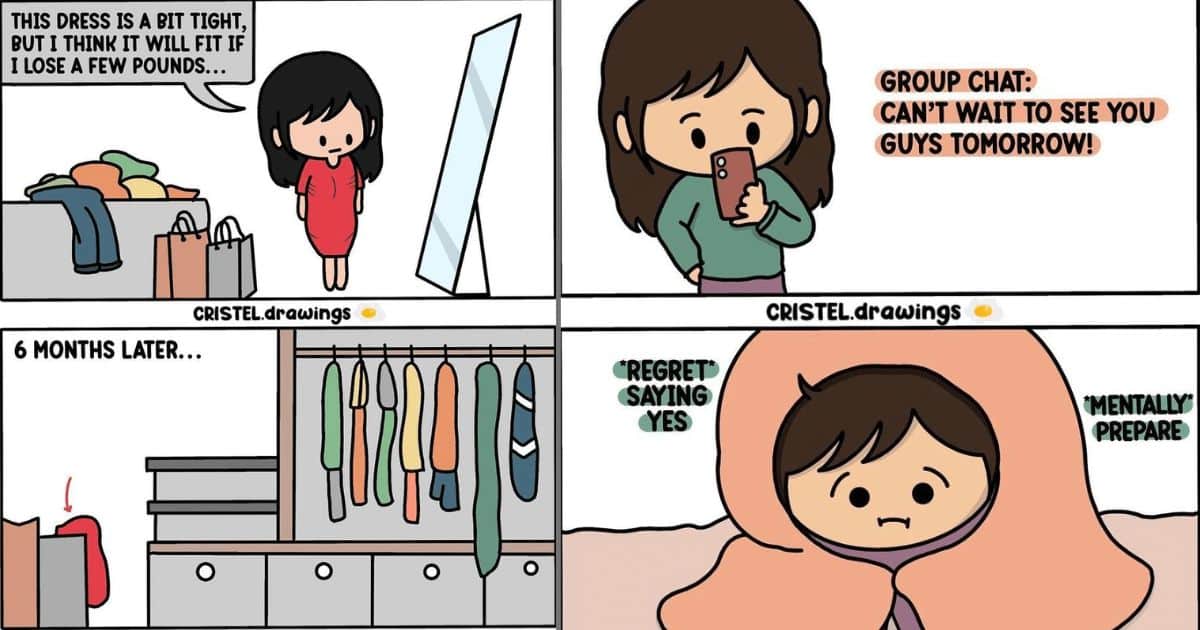 THIS DRESS IS A BIT TIGHT,
BUT I THINK IT WILL FIT IF
I LOSE A FEW POUNDS...
CRISTEL.drawings
6 MONTHS LATER...
GROUP CHAT:
CAN'T WAIT TO SEE YOU
GUYS TOMORROW!
CRISTEL.drawings
*REGRET*
SAYING
YES
*MENTALLY*
PREPARE